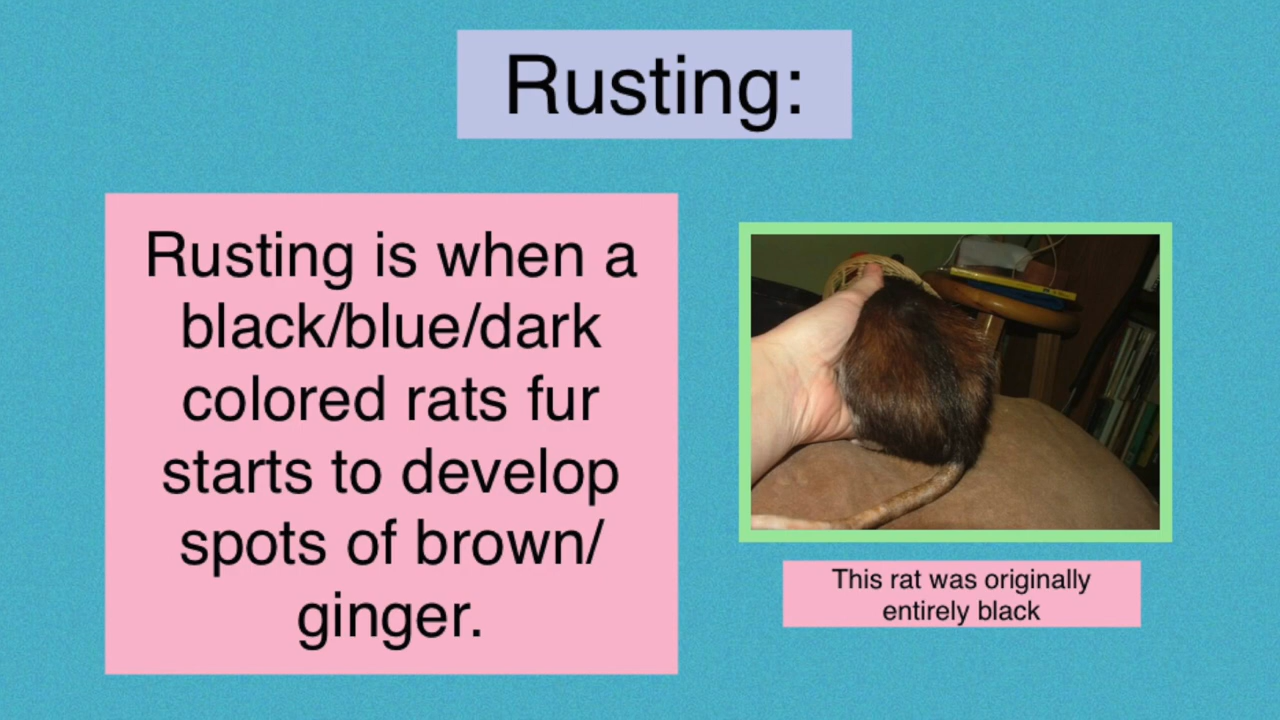 Rusting:
Rusting is when a
black/blue/dark
colored rats fur
starts to develop
spots of brown/
ginger.
This rat was originally
entirely black